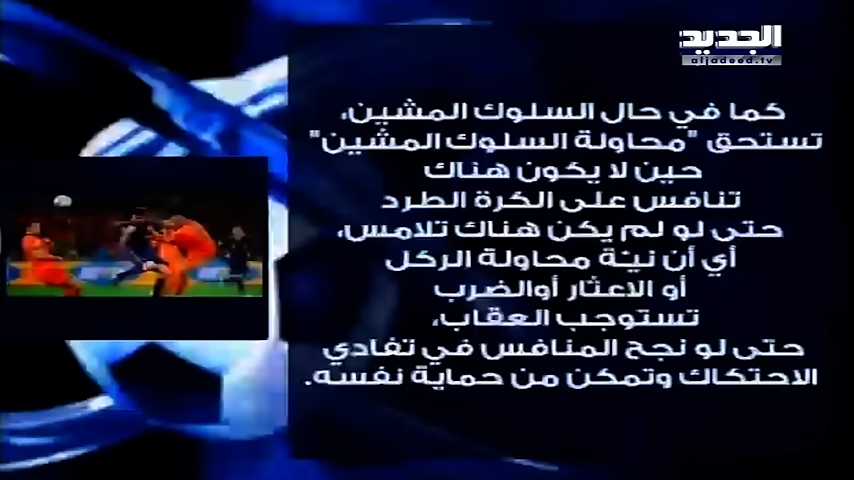 الجديد
aljadeed.tv
كما في حال السلوك المشين،
تستحق "محاولة السلوك المشين"
حين لا يكون هناك
تنافس على الكرة الطرد
حتى لو لم يكن هناك تلامس،
أي أن نيّة محاولة الركل
أو الاعثار أوالضرب
تستوجب العقاب،
حتى لو نجح المنافس في تفادي
الاحتكاك وتمكن من حماية نفسه.